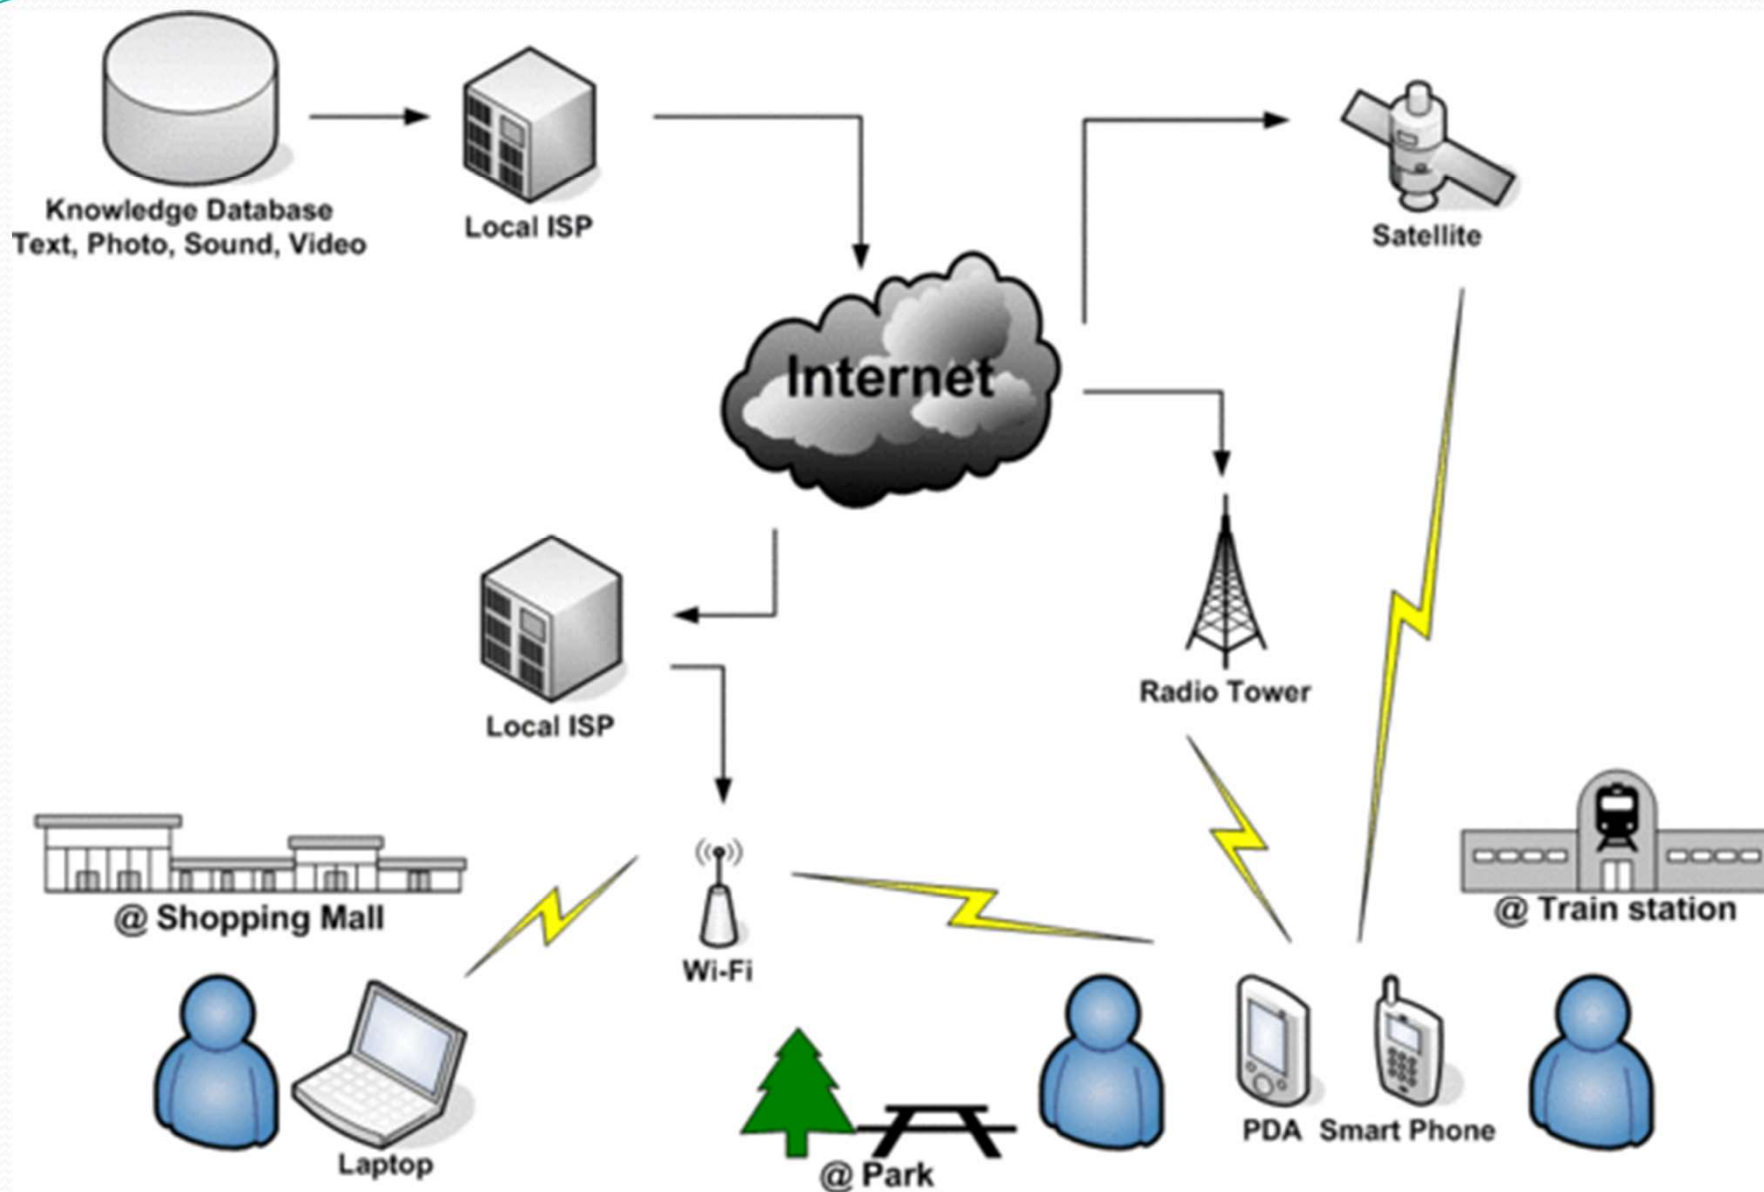 Knowledge Database
Text, Photo, Sound, Video
Local ISP
Satellite
Internet
Local ISP
Radio Tower
@ Shopping Mall
Wi-Fi
@ Train station
Laptop
@ Park
PDA
Smart Phone